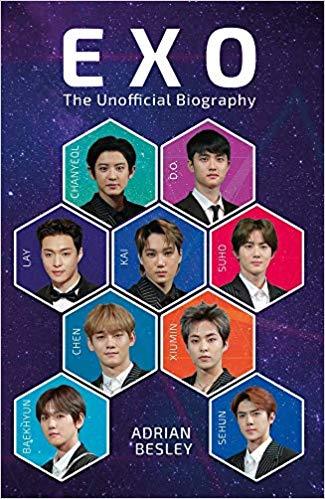 EXO
The Unofficial Biography
CHANYEOL
D.O.
LAY
KAI
SUHO
CHEN
XIUMIN
BAEKHYUN
ADRIAN
BESLEY
SEHUN